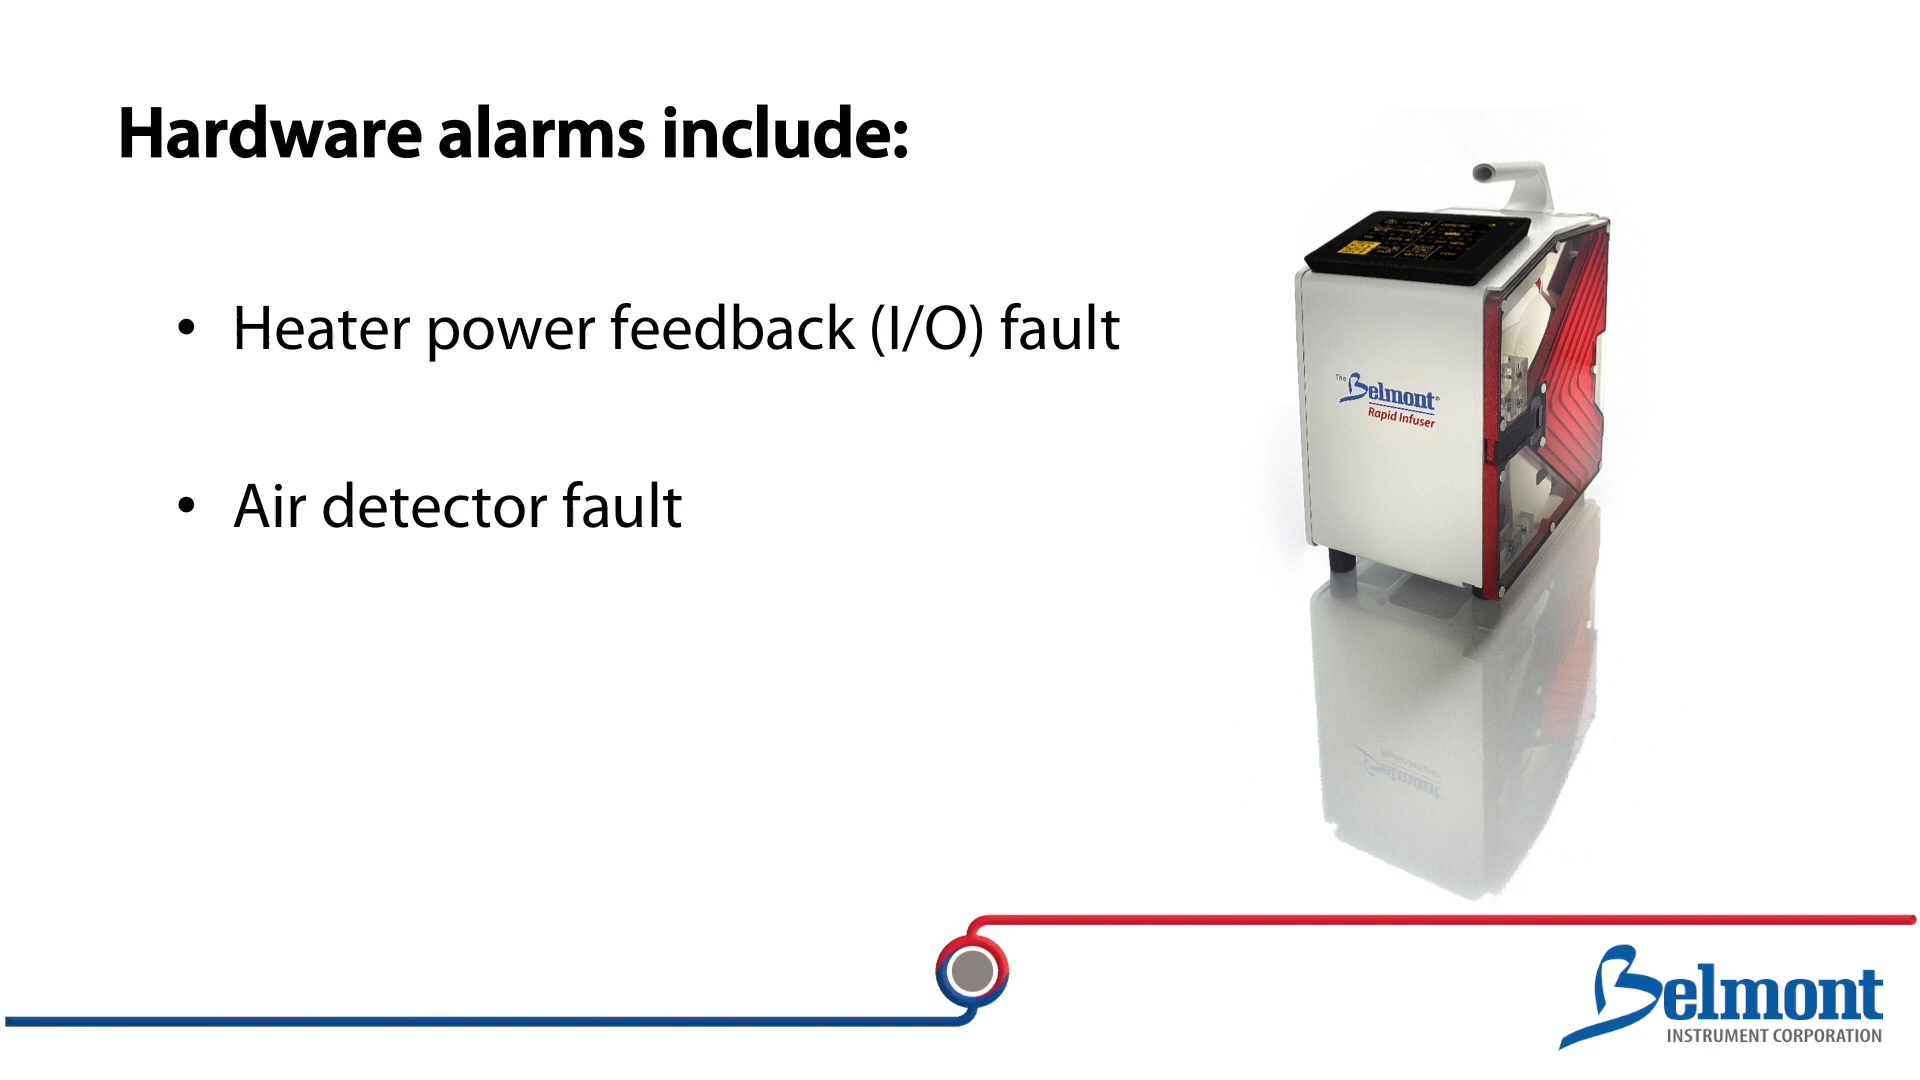 Hardware alarms include:
• Heater power feedback (I/O) fault
• Air detector fault
The Belmont®
Rapid Infuser
Belmont
INSTRUMENT CORPORATION